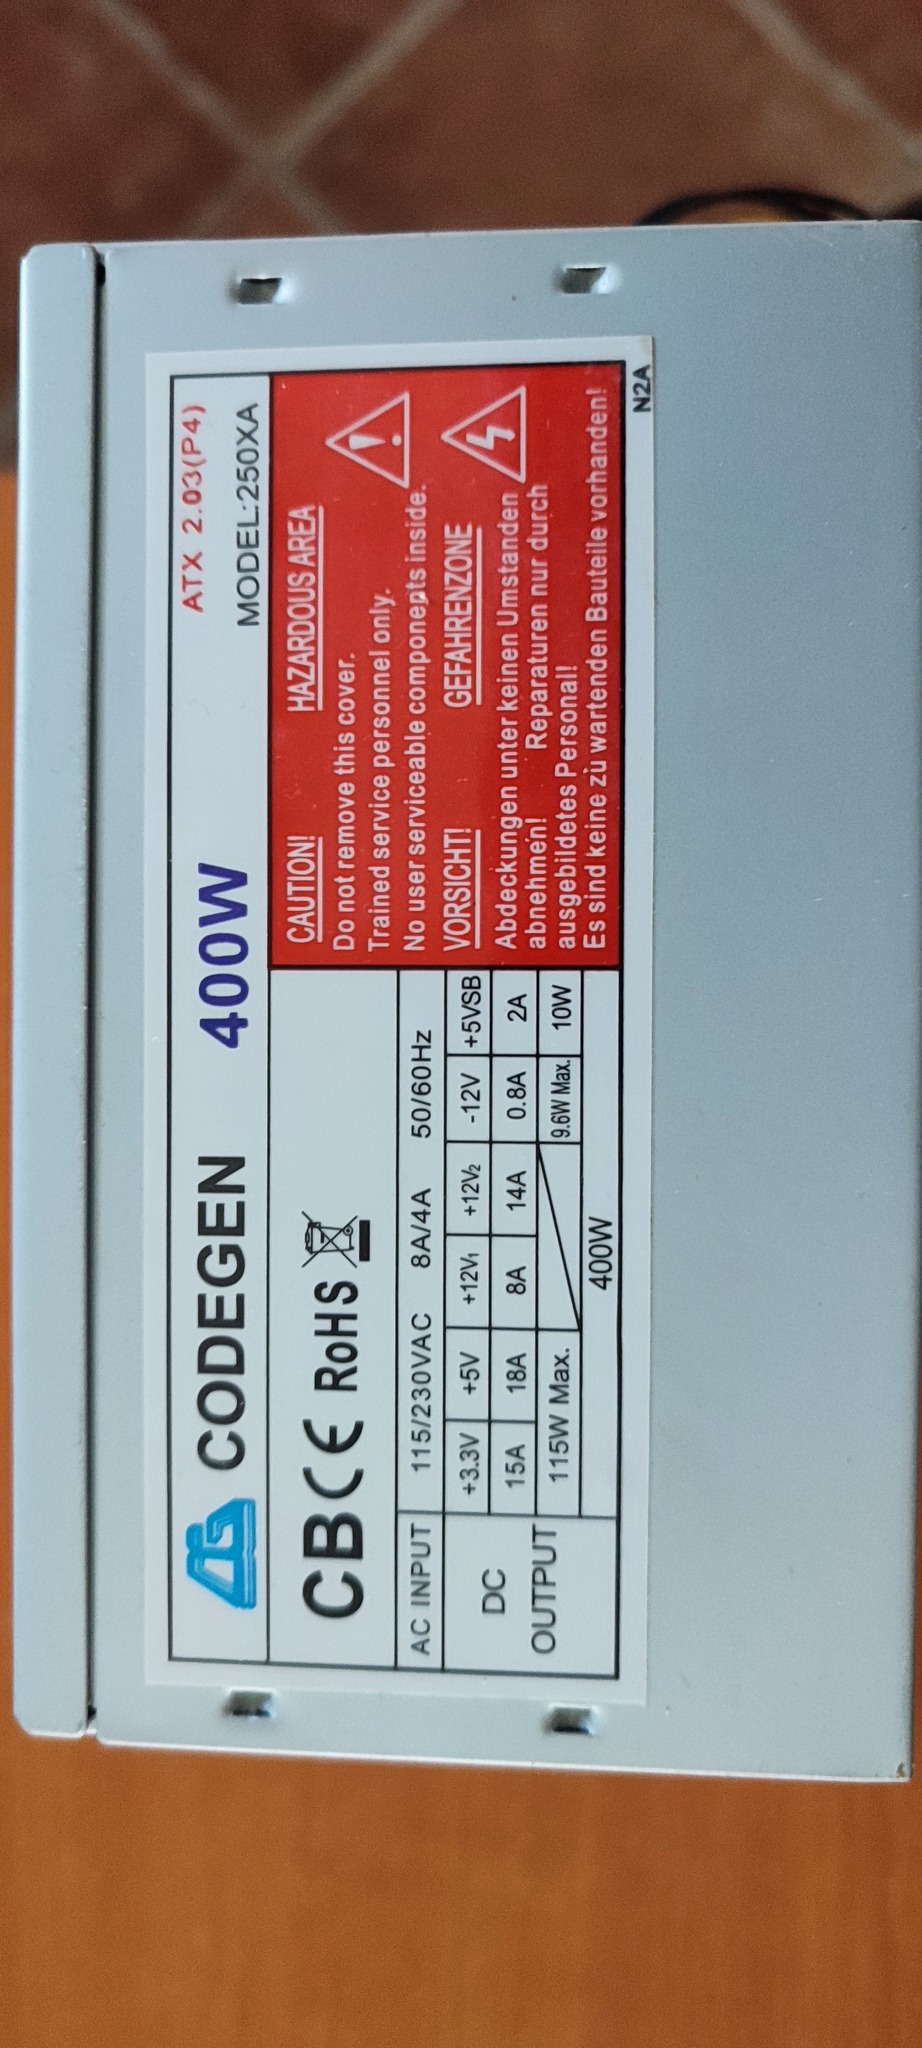 CODEGEN 400W ATX 2.03(P4)
MODEL:250XA
CB CE RoHS
AC INPUT 115/230VAC 8A/4A 50/60Hz
DC OUTPUT
+3.3V +5V +12V1 +12V2 -12V +5VSB
15A 18A 8A 14A 0.8A 2A
115W Max. 9.6W Max. 10W
400W
CAUTION! HAZARDOUS AREA
Do not remove this cover.
Trained service personnel only.
No user serviceable componepts inside.
VORSICHT! GEFAHRENZONE
Abdeckungen unter keinen Umstanden
abnehme'n! Reparaturen nur durch
ausgebildetes Personal!
Es sind keine zu wartenden Bauteile vorhanden!
N2A